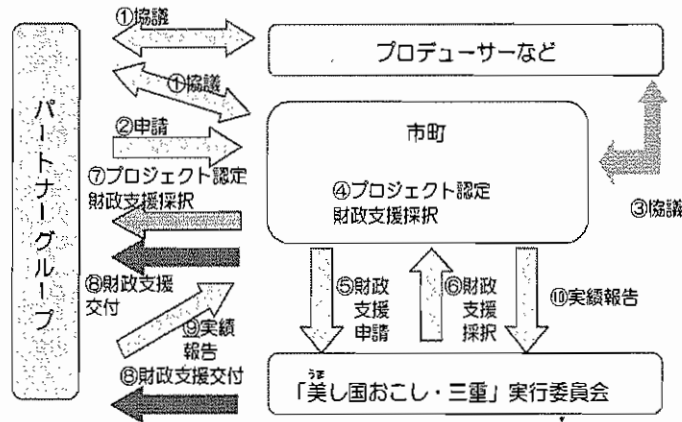 ①協議
プロデューサーなど
①協議
パートナーグループ
②申請
市町
⑦プロジェクト認定
財政支援採択
④プロジェクト認定
財政支援採択
③協議
⑧財政支援
交付
⑤財政
支援
申請
⑥財政
支援
採択
⑩実績報告
⑨実績
報告
⑧財政支援交付
うま
「美し国おこし・三重」実行委員会